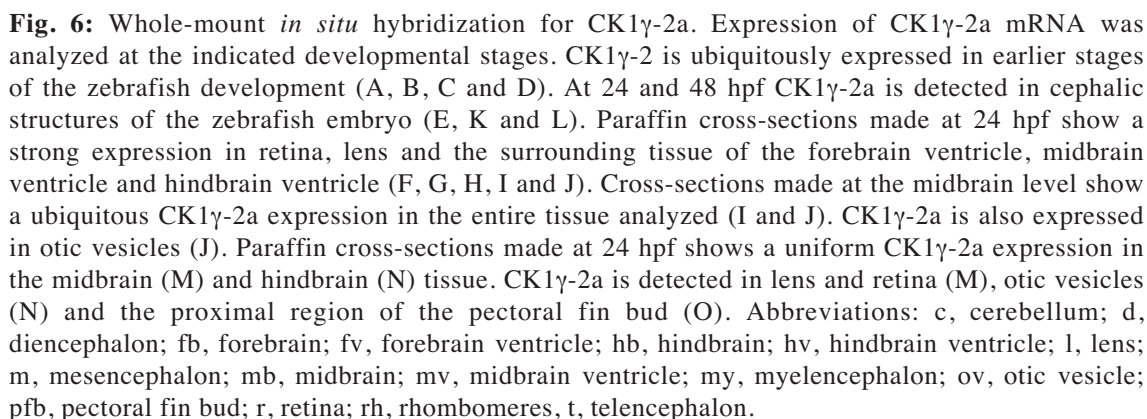 Fig. 6: Whole-mount in situ hybridization for CK1γ-2a. Expression of CK1γ-2a mRNA was
analyzed at the indicated developmental stages. CK1γ-2 is ubiquitously expressed in earlier stages
of the zebrafish development (A, B, C and D). At 24 and 48 hpf CK1γ-2a is detected in cephalic
structures of the zebrafish embryo (E, K and L). Paraffin cross-sections made at 24 hpf show a
strong expression in retina, lens and the surrounding tissue of the forebrain ventricle, midbrain
ventricle and hindbrain ventricle (F, G, H, I and J). Cross-sections made at the midbrain level show
a ubiquitous CK1γ-2a expression in the entire tissue analyzed (I and J). CK1γ-2a is also expressed
in otic vesicles (J). Paraffin cross-sections made at 24 hpf shows a uniform CK1γ-2a expression in
the midbrain (M) and hindbrain (N) tissue. CK1γ-2a is detected in lens and retina (M), otic vesicles
(N) and the proximal region of the pectoral fin bud (O). Abbreviations: c, cerebellum; d,
diencephalon; fb, forebrain; fv, forebrain ventricle; hb, hindbrain; hv, hindbrain ventricle; l, lens;
m, mesencephalon; mb, midbrain; mv, midbrain ventricle; my, myelencephalon; ov, otic vesicle;
pfb, pectoral fin bud; r, retina; rh, rhombomeres, t, telencephalon.